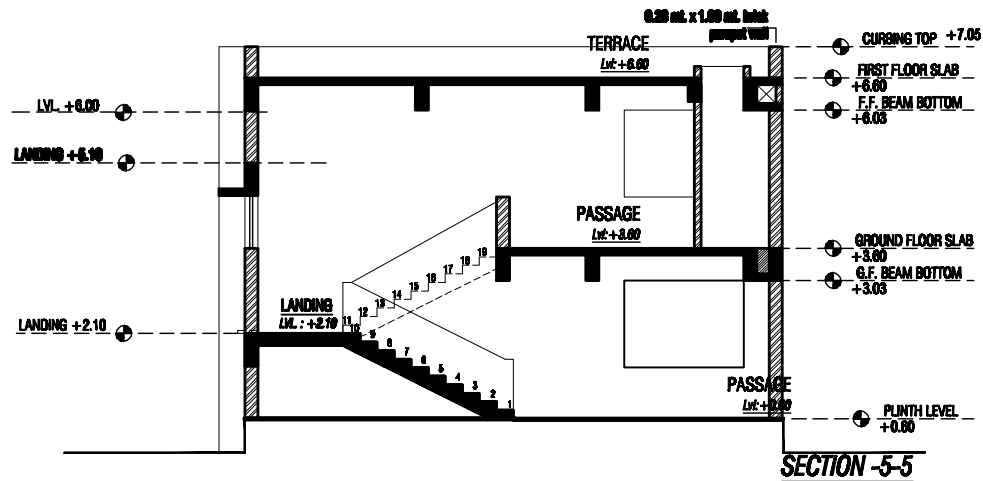 0.23 mt. x 1.00 mt. brick
parapet wall
CURBING TOP +7.05
TERRACE
Lvl: +6.60
FIRST FLOOR SLAB
+6.60
LVL. +6.00
F.F. BEAM BOTTOM
+6.03
LANDING +5.10
PASSAGE
Lvl: +3.60
GROUND FLOOR SLAB
+3.60
G.F. BEAM BOTTOM
+3.03
19
18
17
16
15
14
13
12
11
10
LANDING
LVL. : +2.10
LANDING +2.10
9
8
7
6
5
4
3
2
1
PASSAGE
Lvl: +0.60
PLINTH LEVEL
+0.60
SECTION -5-5